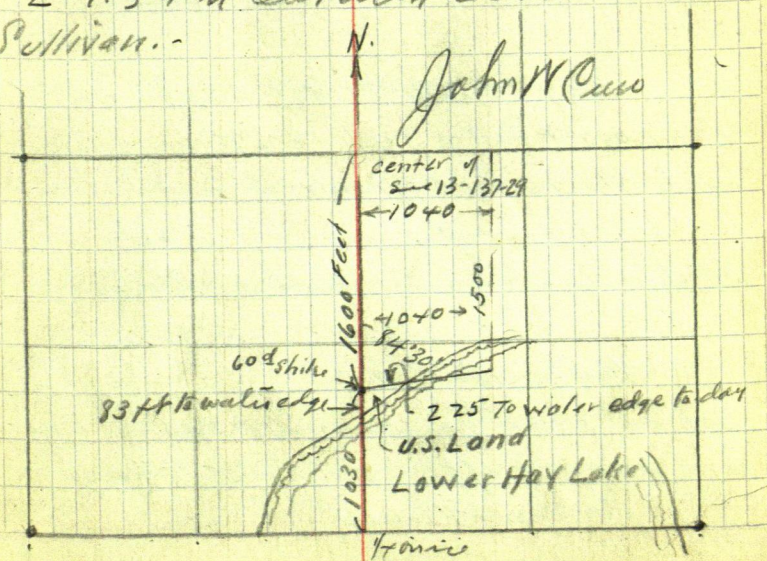 Sullivan.-
N.
John W
center of
Sec 13-137-29
1040
1600 Feet
1500
1040
84°30'
60d spike
83 ft to water edge
225 To water edge to day
U.S. Land
Lower Hay Lake
1030